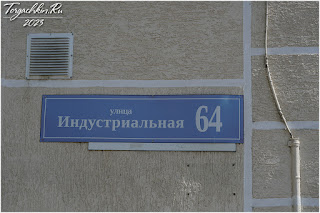 Torgachkin.Ru
2023
улица
Индустриальная 64